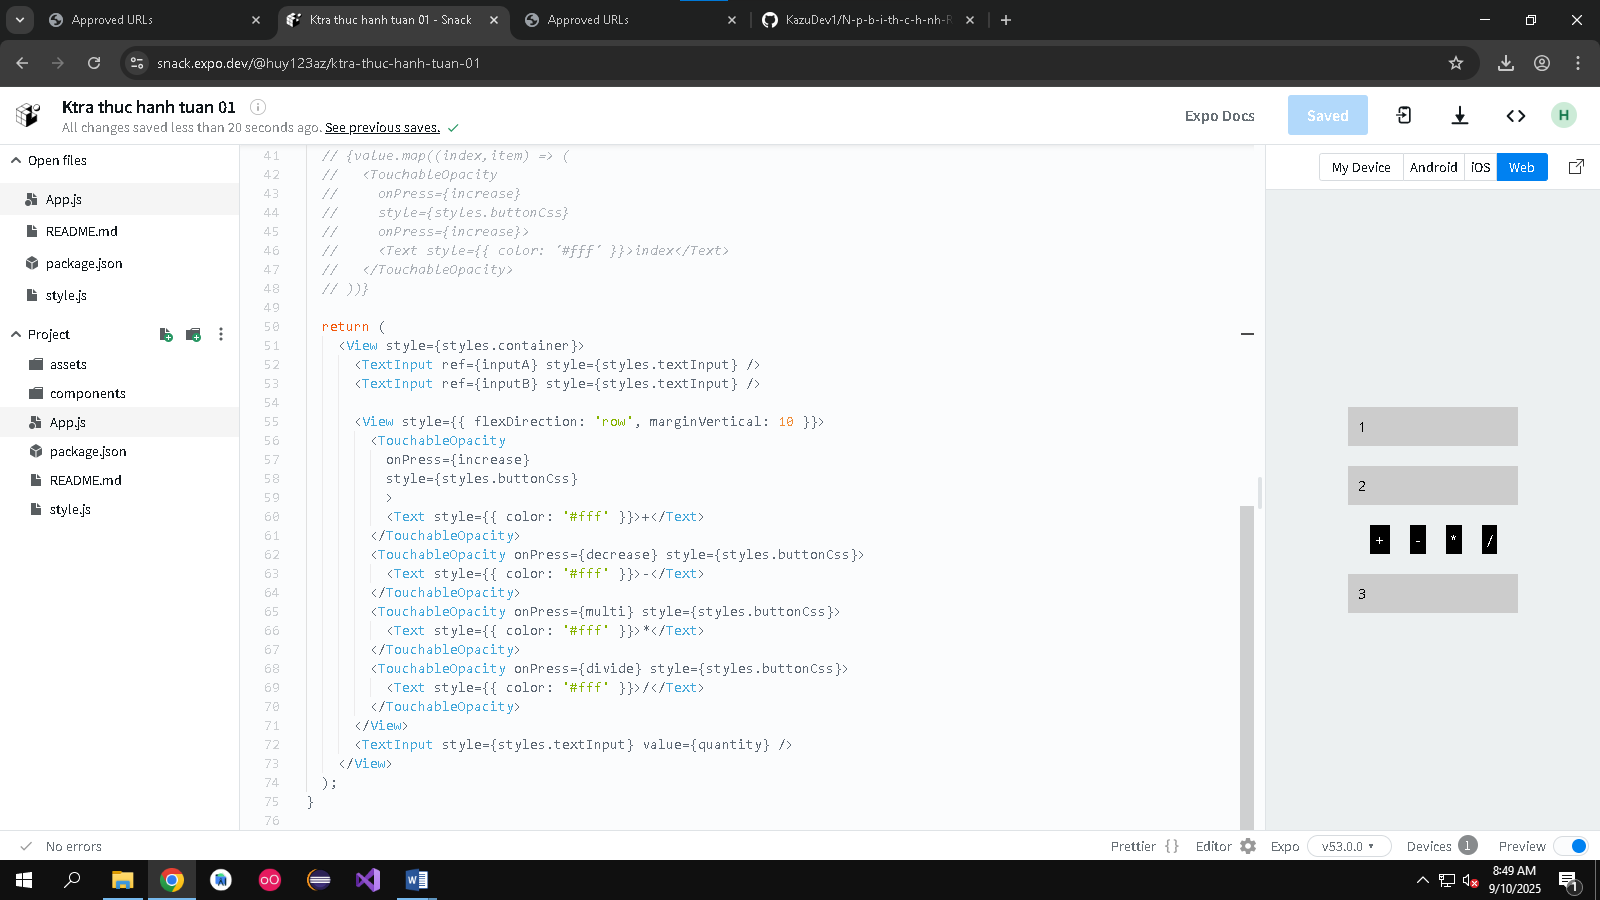 Approved URLs
Ktra thuc hanh tuan 01 - Snack
Approved URLs
KazuDev1/N-p-b-i-th-c-h-nh-R
snack.expo.dev/@huy123az/ktra-thuc-hanh-tuan-01
Ktra thuc hanh tuan 01
All changes saved less than 20 seconds ago. See previous saves.
Expo Docs
Saved
H
Open files
App.js
README.md
package.json
style.js
Project
assets
components
App.js
package.json
README.md
style.js
41 // {value.map((index,item) => (
42 //   <TouchableOpacity
43 //     onPress={increase}
44 //     style={styles.buttonCss}
45 //     onPress={increase}>
46 //     <Text style={{ color: '#fff' }}>index</Text>
47 //   </TouchableOpacity>
48 // ))}
49
50 return (
51 <View style={styles.container}>
52 <TextInput ref={inputA} style={styles.textInput} />
53 <TextInput ref={inputB} style={styles.textInput} />
54
55 <View style={{ flexDirection: 'row', marginVertical: 10 }}>
56 <TouchableOpacity
57 onPress={increase}
58 style={styles.buttonCss}
59 >
60 <Text style={{ color: '#fff' }}>+</Text>
61 </TouchableOpacity>
62 <TouchableOpacity onPress={decrease} style={styles.buttonCss}>
63 <Text style={{ color: '#fff' }}>-</Text>
64 </TouchableOpacity>
65 <TouchableOpacity onPress={multi} style={styles.buttonCss}>
66 <Text style={{ color: '#fff' }}>*</Text>
67 </TouchableOpacity>
68 <TouchableOpacity onPress={divide} style={styles.buttonCss}>
69 <Text style={{ color: '#fff' }}>/</Text>
70 </TouchableOpacity>
71 </View>
72 <TextInput style={styles.textInput} value={quantity} />
73 </View>
74 );
75 }
76
My Device
Android
iOS
Web
1
2
+ - * /
3
No errors
Prettier {}
Editor
Expo
v53.0.0
Devices 1
Preview
8:49 AM
9/10/2025
1